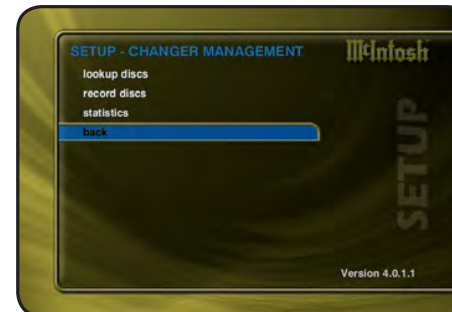 SETUP - CHANGER MANAGEMENT
McIntosh
lookup discs
record discs
statistics
back
SETUP
Version 4.0.1.1